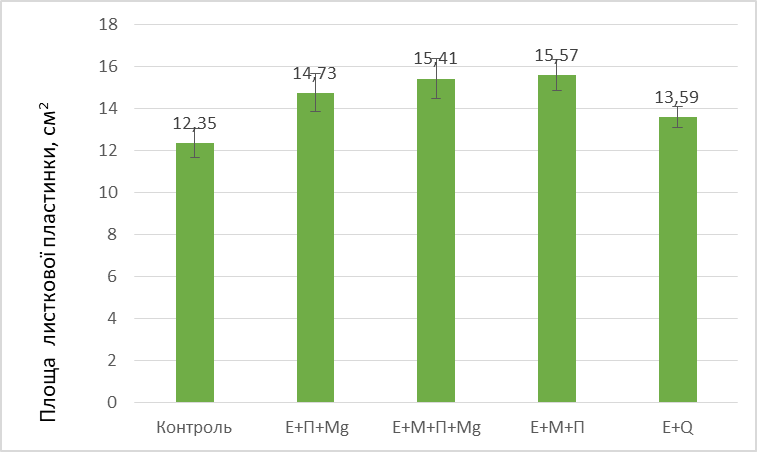 Площа листкової пластинки, см²
18
16
14
12
10
8
6
4
2
0
12,35
14,73
15,41
15,57
13,59
Контроль
Е+П+Mg
Е+М+П+Mg
Е+М+П
Е+Q